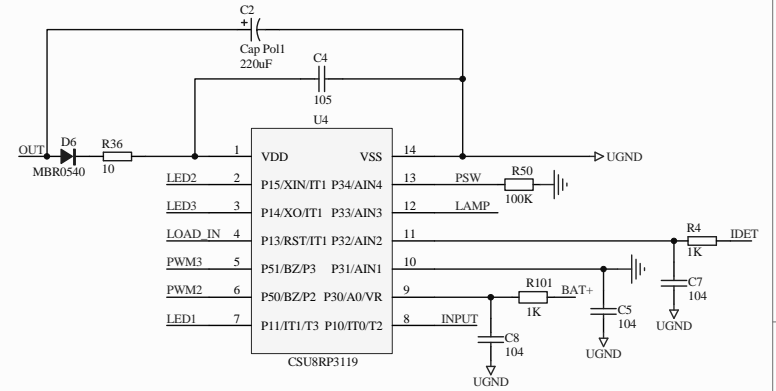 C2
+
Cap Pol1
220uF
C4
105
U4
OUT
D6
MBR0540
R36
10
1 VDD VSS 14
UGND
LED2 2 P15/XIN/IT1 P34/AIN4 13 PSW
R50
100K
LED3 3 P14/XO/IT1 P33/AIN3 12 LAMP
LOAD_IN 4 P13/RST/IT1 P32/AIN2 11
R4
1K
IDET
PWM3 5 P51/BZ/P3 P31/AIN1 10
PWM2 6 P50/BZ/P2 P30/A0/VR 9
R101
1K
BAT+
LED1 7 P11/IT1/T3 P10/IT0/T2 8 INPUT
C7
104
UGND
C5
104
UGND
C8
104
UGND
CSU8RP3119